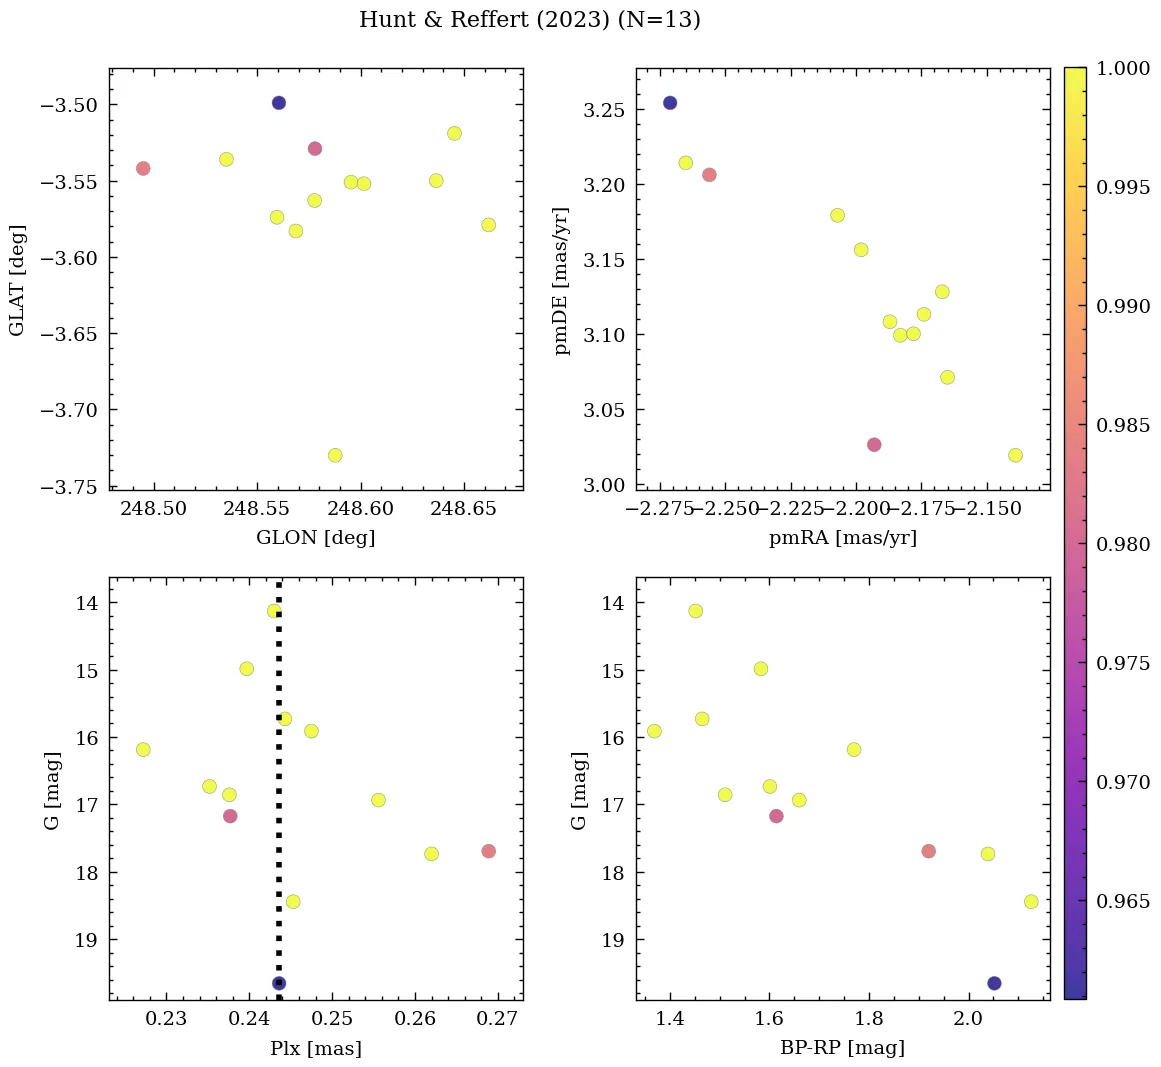 Hunt & Reffert (2023) (N=13)
−3.50
−3.55
−3.60
−3.65
−3.70
−3.75
GLAT [deg]
248.50 248.55 248.60 248.65
GLON [deg]
3.25
3.20
3.15
3.10
3.05
3.00
pmDE [mas/yr]
−2.275 −2.250 −2.225 −2.200 −2.175 −2.150
pmRA [mas/yr]
14
15
16
17
18
19
G [mag]
0.23 0.24 0.25 0.26 0.27
Plx [mas]
14
15
16
17
18
19
G [mag]
1.4 1.6 1.8 2.0
BP-RP [mag]
1.000
0.995
0.990
0.985
0.980
0.975
0.970
0.965